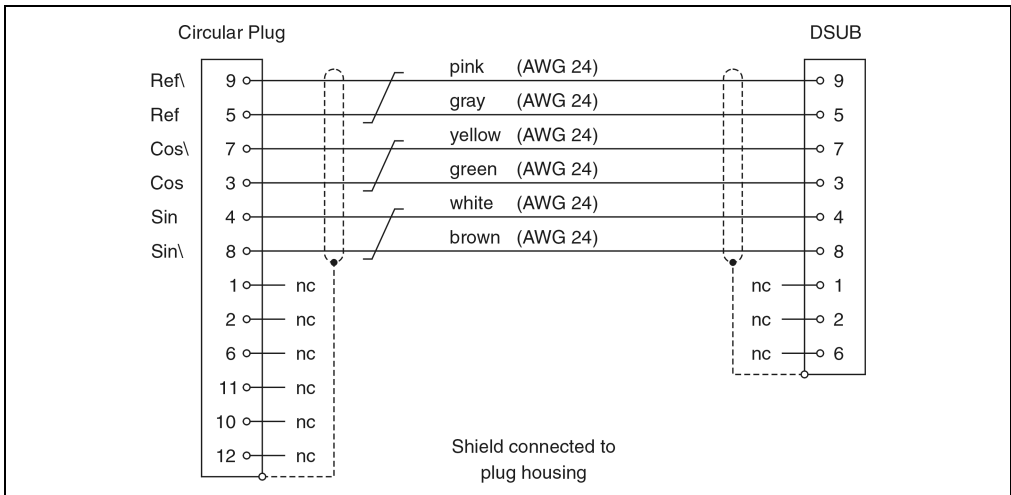 Circular Plug DSUB
Ref\ 9 pink (AWG 24) 9
Ref 5 gray (AWG 24) 5
Cos\ 7 yellow (AWG 24) 7
Cos 3 green (AWG 24) 3
Sin 4 white (AWG 24) 4
Sin\ 8 brown (AWG 24) 8
1 nc nc 1
2 nc nc 2
6 nc nc 6
11 nc
10 nc
12 nc
Shield connected to
plug housing